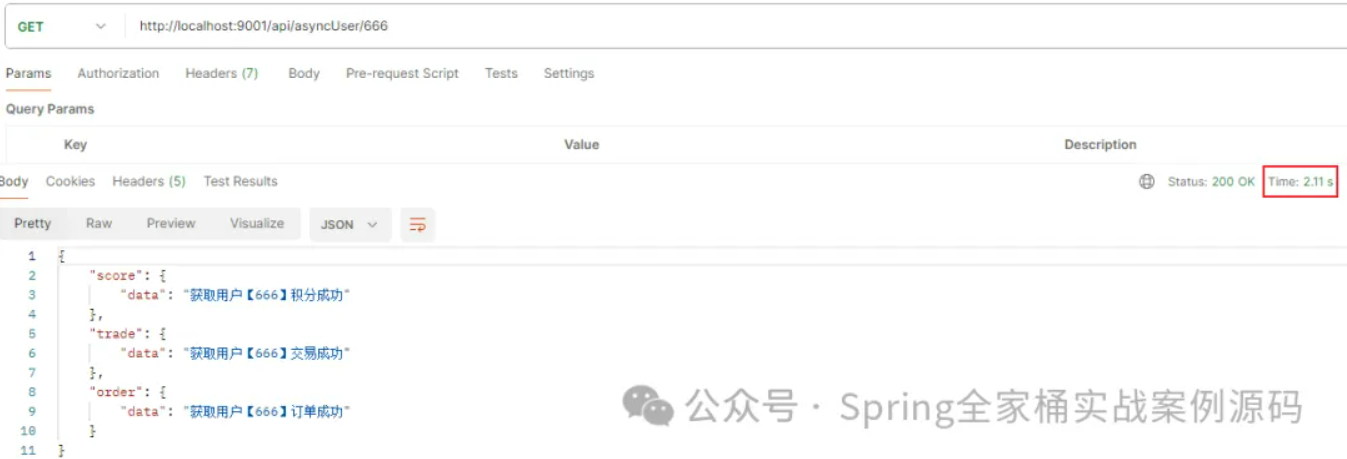 GET http://localhost:9001/api/asyncUser/666
Params Authorization Headers (7) Body Pre-request Script Tests Settings
Query Params
Key Value Description
Body Cookies Headers (5) Test Results Status: 200 OK Time: 2.11 s
Pretty Raw Preview Visualize JSON
1 {
2 "score": {
3 "data": "获取用户【666】积分成功"
4 },
5 "trade": {
6 "data": "获取用户【666】交易成功"
7 },
8 "order": {
9 "data": "获取用户【666】订单成功"
10 }
11 }
公众号 · Spring全家桶实战案例源码